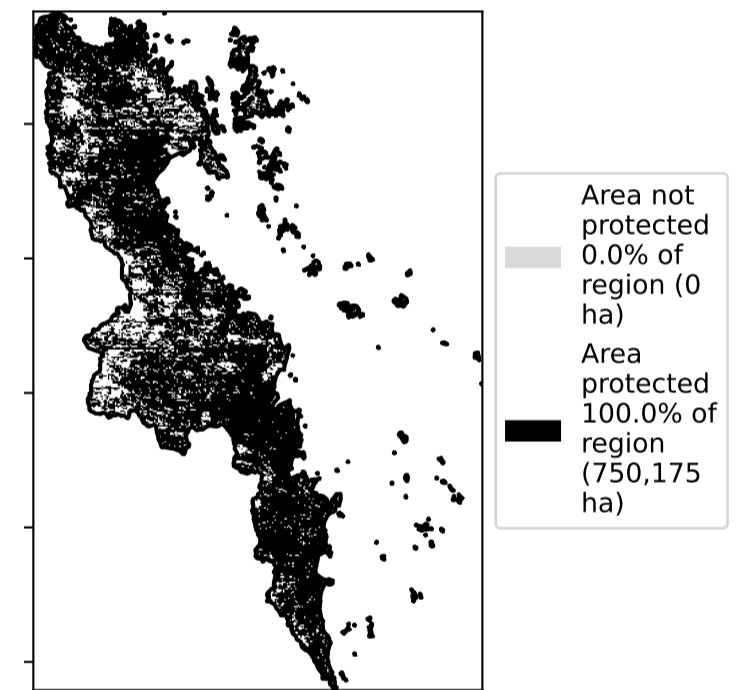 Area not
protected
0.0% of
region (0
ha)
Area
protected
100.0% of
region
(750,175
ha)